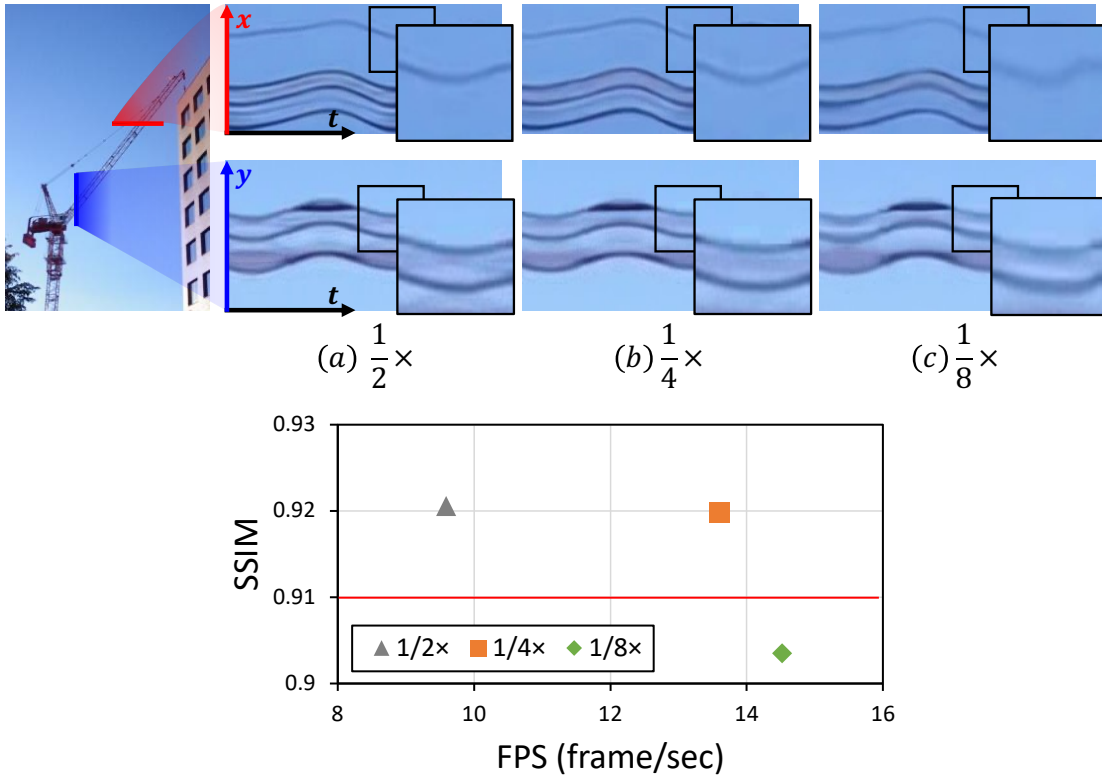 x
t
y
t
(a) 1/2 ×
(b) 1/4 ×
(c) 1/8 ×
0.93
0.92
0.91
0.9
SSIM
1/2× 1/4× 1/8×
8 10 12 14 16
FPS (frame/sec)